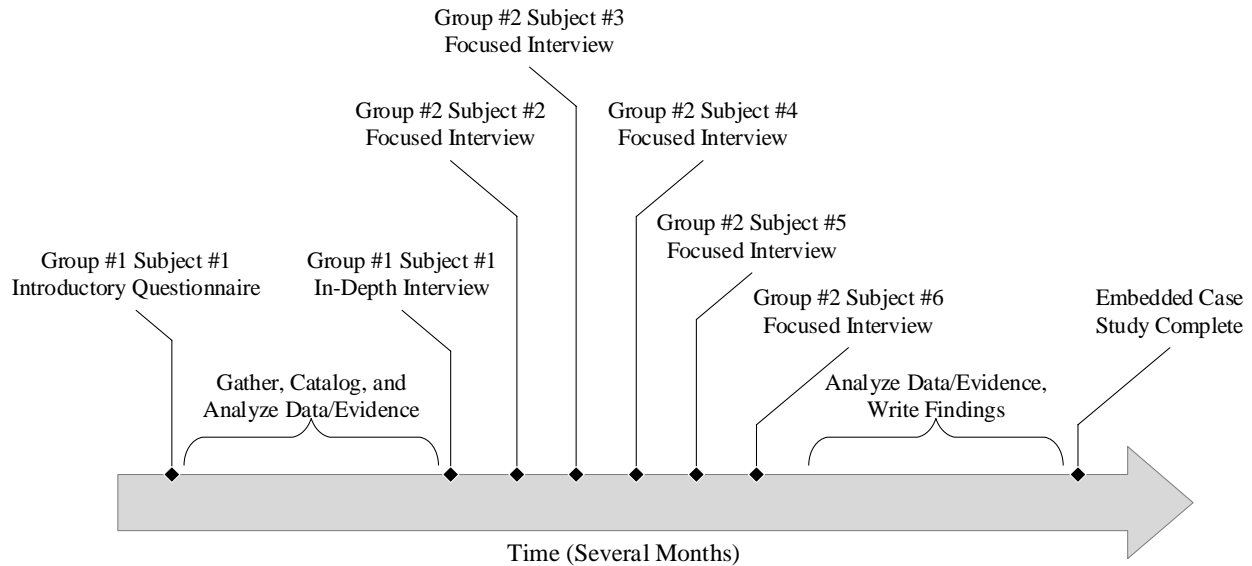 Group #2 Subject #3
Focused Interview
Group #2 Subject #2
Focused Interview
Group #2 Subject #4
Focused Interview
Group #2 Subject #5
Focused Interview
Group #1 Subject #1
Introductory Questionnaire
Group #1 Subject #1
In-Depth Interview
Group #2 Subject #6
Focused Interview
Embedded Case
Study Complete
Gather, Catalog, and
Analyze Data/Evidence
Analyze Data/Evidence,
Write Findings
Time (Several Months)